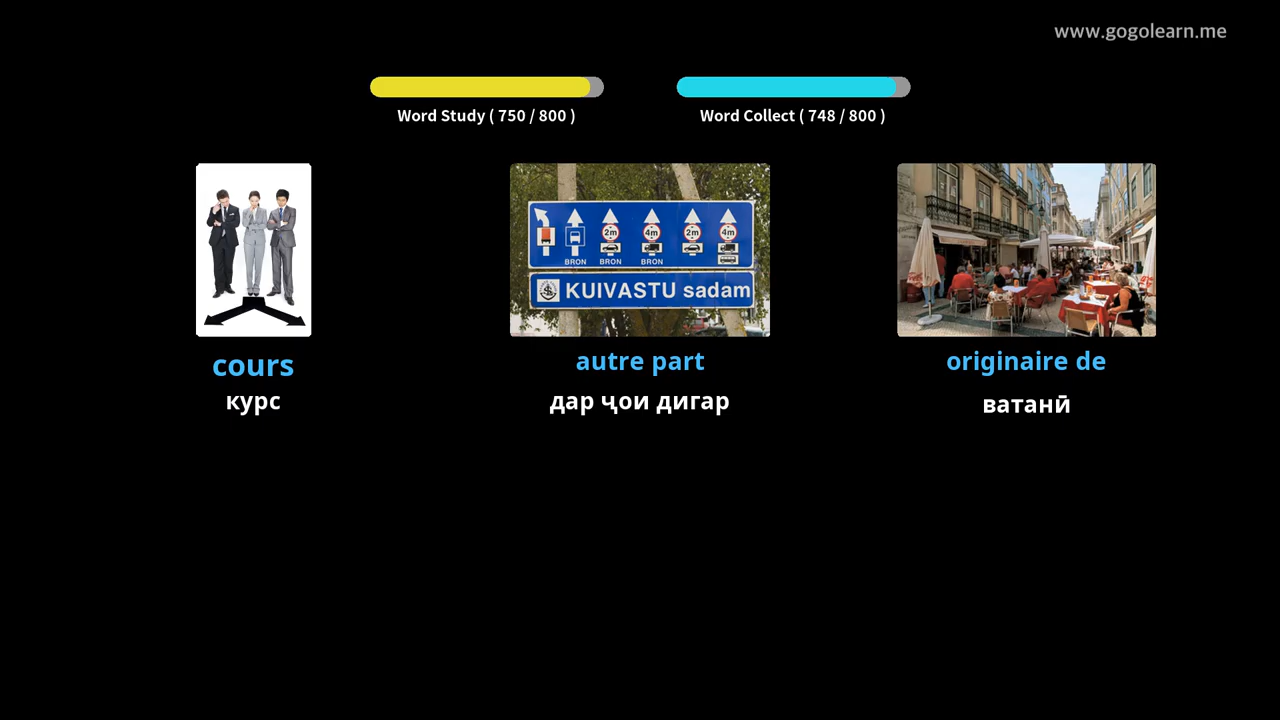 www.gogolearn.me
Word Study ( 750 / 800 )
Word Collect ( 748 / 800 )
2m
4m
2m
4m
BRON
BRON
BRON
KUIVASTU sadam
cours
autre part
originaire de
курс
дар ҷои дигар
ватанӣ